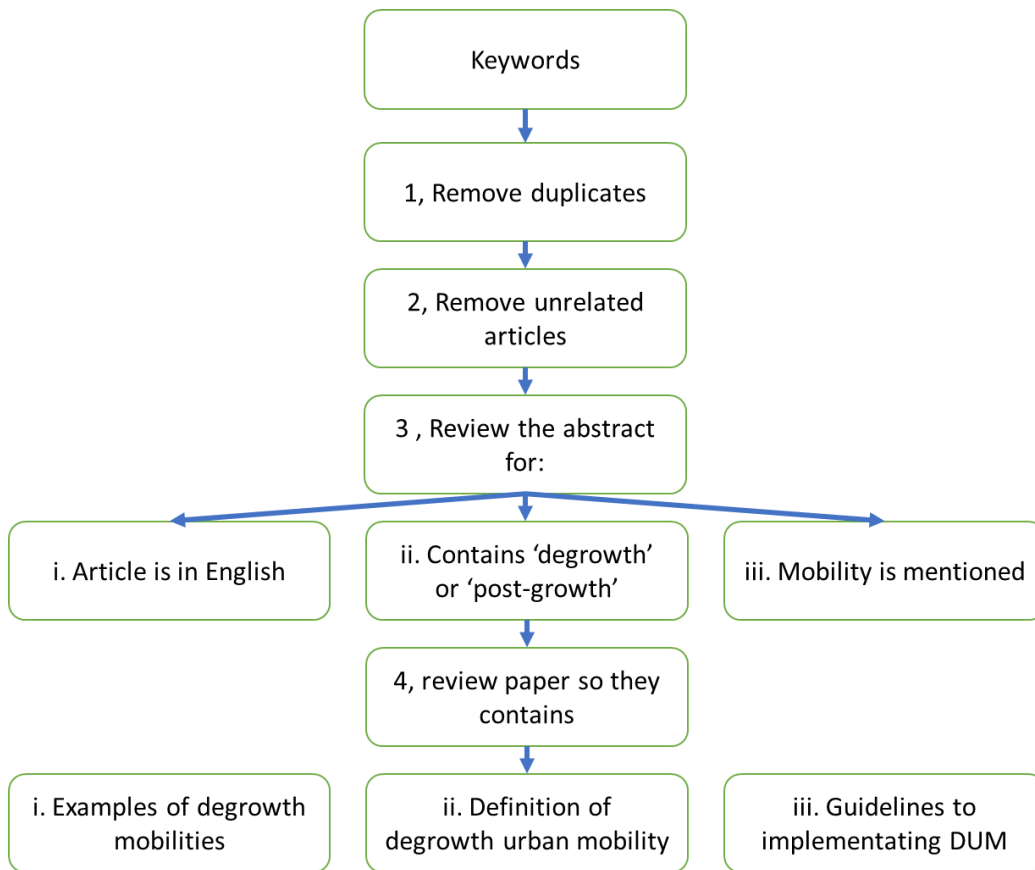 Keywords
1, Remove duplicates
2, Remove unrelated
articles
3 , Review the abstract
for:
i. Article is in English
ii. Contains ‘degrowth’
or ‘post-growth’
iii. Mobility is mentioned
4, review paper so they
contains
i. Examples of degrowth
mobilities
ii. Definition of
degrowth urban mobility
iii. Guidelines to
implementating DUM